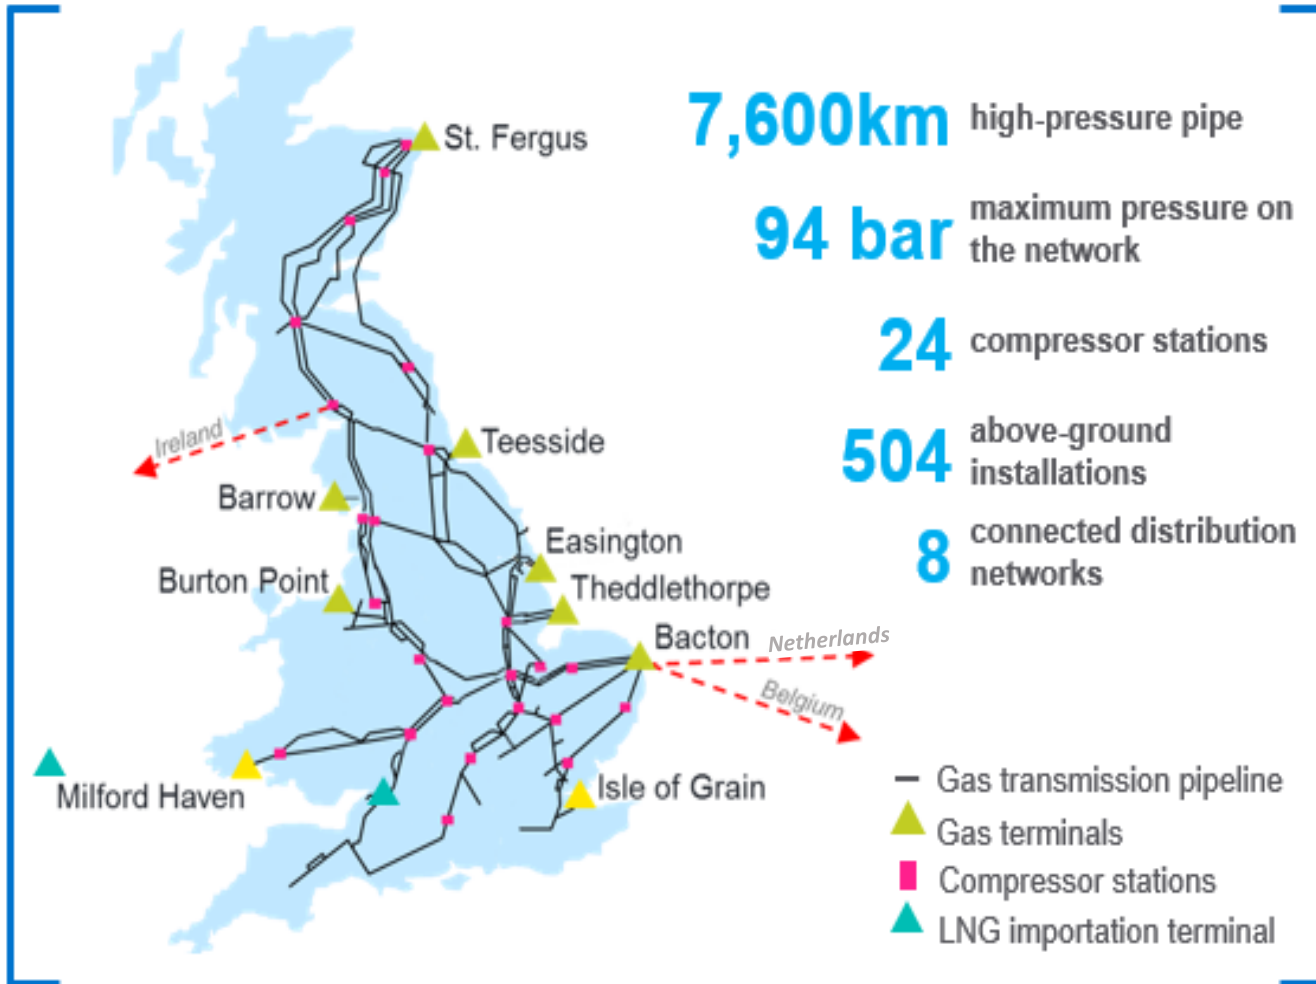 7,600km high-pressure pipe
94 bar maximum pressure on
the network
24 compressor stations
504 above-ground
installations
8 connected distribution
networks
St. Fergus
Ireland
Teesside
Barrow
Easington
Burton Point
Theddlethorpe
Bacton
Netherlands
Belgium
Milford Haven
Isle of Grain
Gas transmission pipeline
Gas terminals
Compressor stations
LNG importation terminal